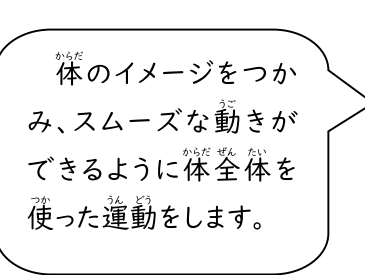 体のイメージをつか
み、スムーズな動きが
できるように体全体を
使った運動をします。